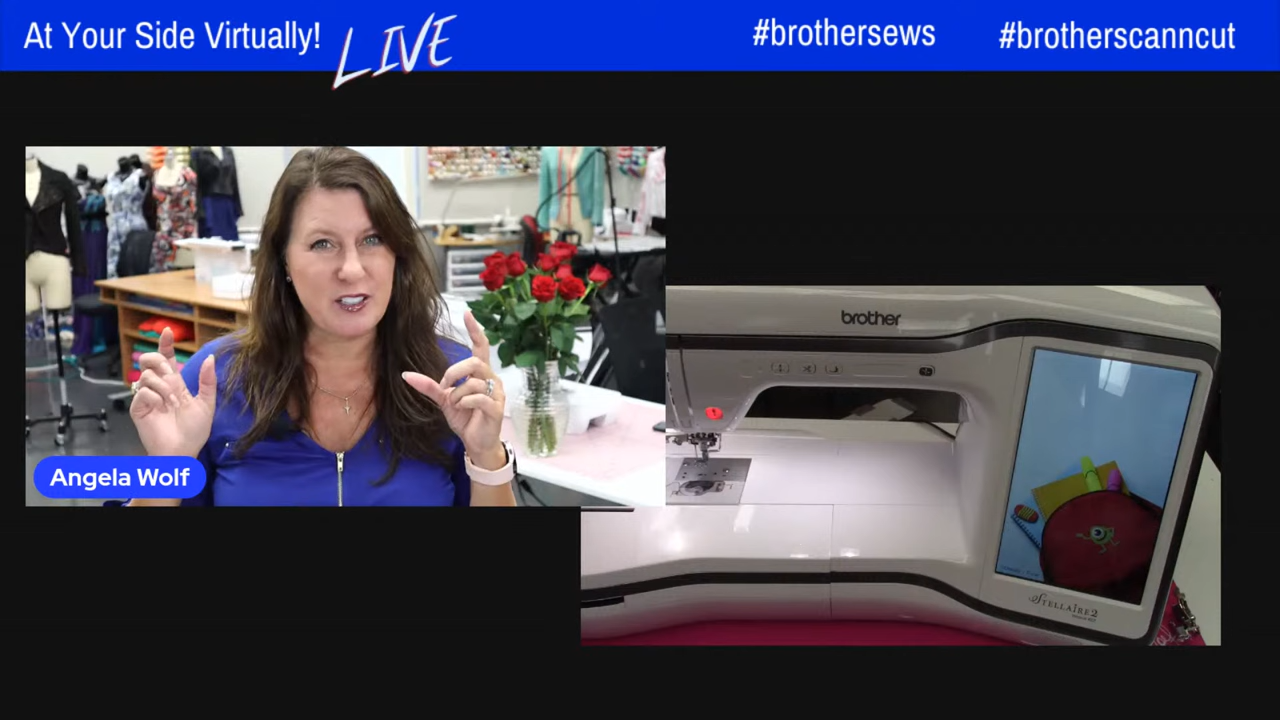 At Your Side Virtually! LIVE
#brothersews #brotherscanncut
Angela Wolf
brother
STELLAIRE2